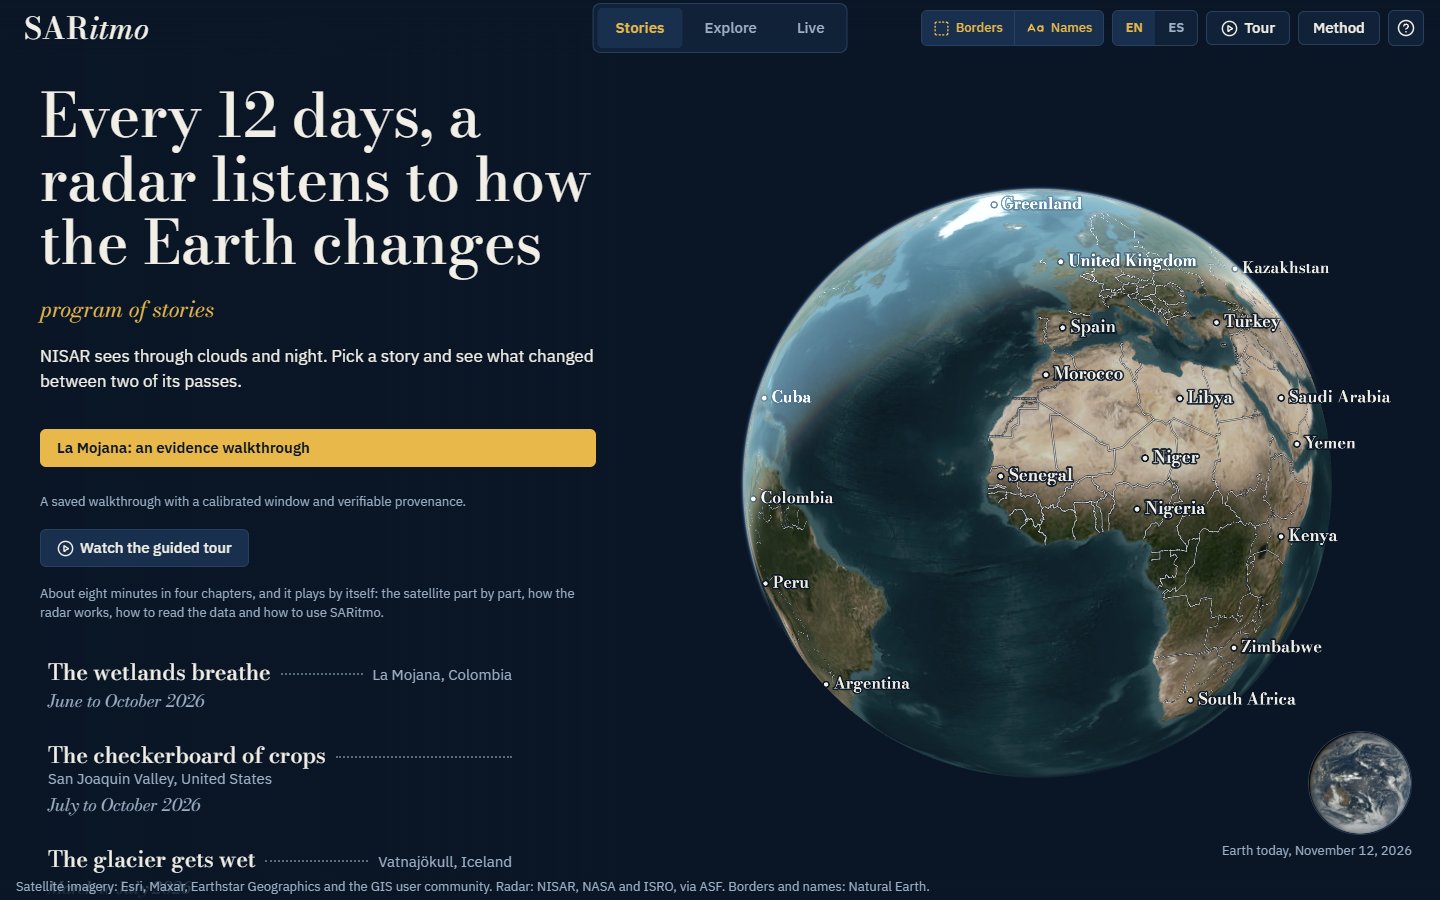 SARitmo
Stories
Explore
Live
Borders
Names
EN
ES
Tour
Method
Every 12 days, a
radar listens to how
the Earth changes
program of stories
NISAR sees through clouds and night. Pick a story and see what changed
between two of its passes.
La Mojana: an evidence walkthrough
A saved walkthrough with a calibrated window and verifiable provenance.
Watch the guided tour
About eight minutes in four chapters, and it plays by itself: the satellite part by part, how the
radar works, how to read the data and how to use SARitmo.
The wetlands breathe
La Mojana, Colombia
June to October 2026
The checkerboard of crops
San Joaquin Valley, United States
July to October 2026
The glacier gets wet
Vatnajökull, Iceland
Greenland
United Kingdom
Kazakhstan
Spain
Turkey
Morocco
Cuba
Libya
Saudi Arabia
Yemen
Niger
Senegal
Colombia
Nigeria
Kenya
Peru
Zimbabwe
Argentina
South Africa
Earth today, November 12, 2026
Satellite imagery: Esri, Maxar, Earthstar Geographics and the GIS user community. Radar: NISAR, NASA and ISRO, via ASF. Borders and names: Natural Earth.